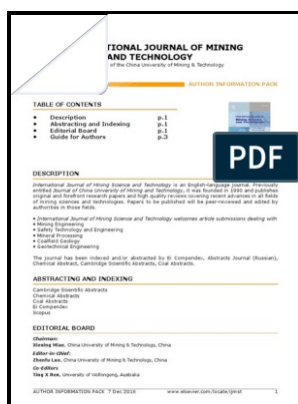 TIONAL JOURNAL OF MINING
AND TECHNOLOGY
of the China University of Mining & Technology
AUTHOR INFORMATION PACK
TABLE OF CONTENTS
• Description p.1
• Abstracting and Indexing p.1
• Editorial Board p.1
• Guide for Authors p.3
PDF
DESCRIPTION
International Journal of Mining Science and Technology is an English-language journal. Previously
entitled Journal of China University of Mining and Technology, it was founded in 1990 and publishes
original and forefront research papers and high quality reviews covering recent advances in all fields
of mining sciences and technologies. Papers to be published will be peer-reviewed and edited by
authorities in those fields.
• International Journal of Mining Science and Technology welcomes article submissions dealing with
• Mining Engineering
• Safety Technology and Engineering
• Mineral Processing
• Coalfield Geology
• Geotechnical Engineering
The journal has been indexed and/or abstracted by Ei Compendex, Abstracts Journal (Russian),
Chemical Abstract, Cambridge Scientific Abstracts, Coal Abstracts.
ABSTRACTING AND INDEXING
Cambridge Scientific Abstracts
Chemical Abstracts
Coal Abstracts
Ei Compendex
Scopus
EDITORIAL BOARD
Chairman:
Xiexing Miao, China University of Mining & Technology, China
Editor-in-Chief:
Zhenfu Luo, China University of Mining & Technology, China
Co-Editors
Ting X Ren, University of Wollongong, Australia
AUTHOR INFORMATION PACK 7 Dec 2014 www.elsevier.com/locate/ijmst 1